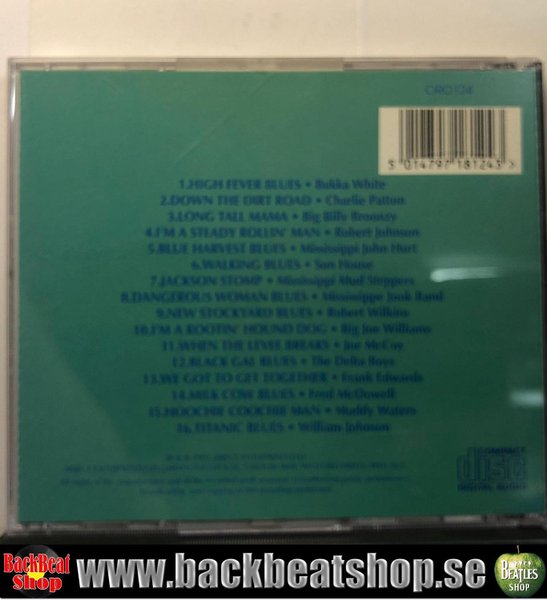 CRO124
5 014797 181243 >
1.HIGH FEVER BLUES • Bukka White
2.DOWN THE DIRT ROAD • Charlie Patton
3.LONG TALL MAMA • Big Billy Broonzy
4.I'M A STEADY ROLLIN' MAN • Robert Johnson
5.BLUE HARVEST BLUES • Mississippi John Hurt
6.WALKING BLUES • Son House
7.JACKSON STOMP • Mississippi Mud Steppers
8.DANGEROUS WOMAN BLUES • Mississippi Jook Band
9.NEW STOCKYARD BLUES • Robert Wilkins
10.I'M A ROOTIN' HOUND DOG • Big Joe Williams
11.WHEN THE LEVEE BREAKS • Joe McCoy
12.BLACK GAL BLUES • The Delta Boys
13.WE GOT TO GET TOGETHER • Frank Edwards
14.MILK COW BLUES • Fred McDowell
15.HOOCHIE COOCHIE MAN • Muddy Waters
16.TITANIC BLUES • William Johnson
COMPACT
disc
DIGITAL AUDIO
BackBeat
Shop
www.backbeatshop.se
BEATLES
SHOP